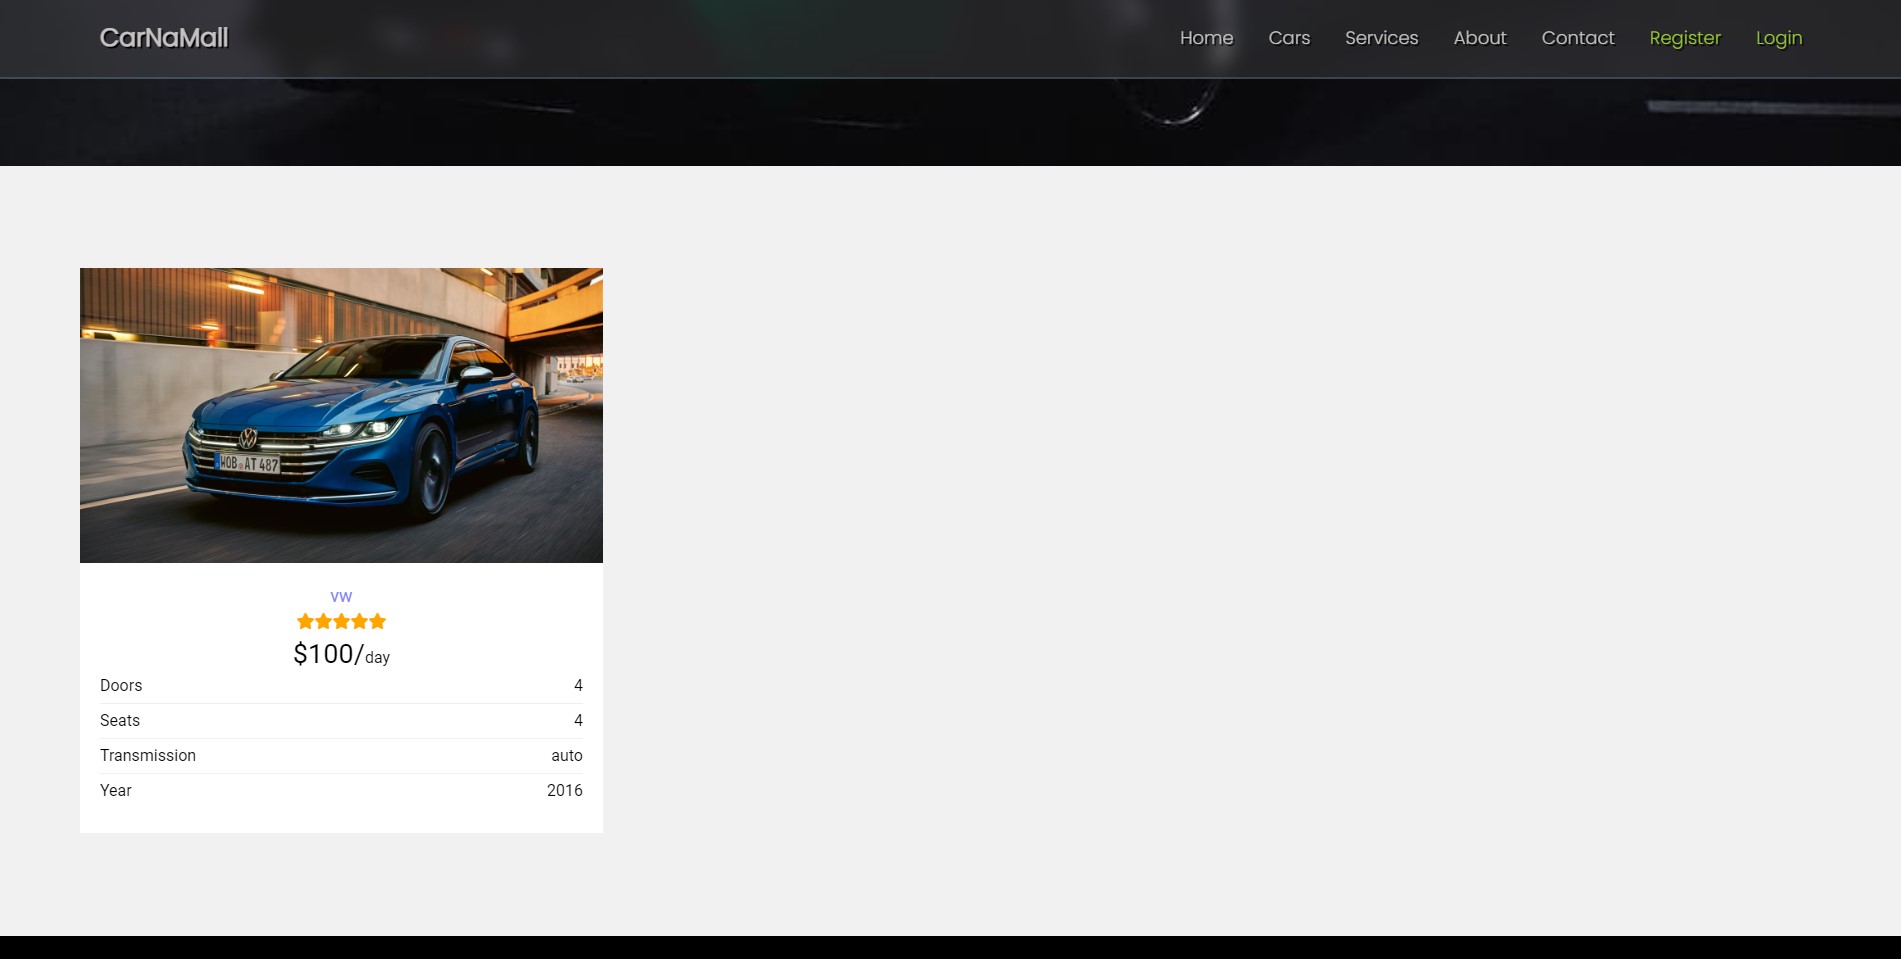 CarNaMall
Home Cars Services About Contact Register Login
WOB AT 487
vw
$100/day
Doors 4
Seats 4
Transmission auto
Year 2016